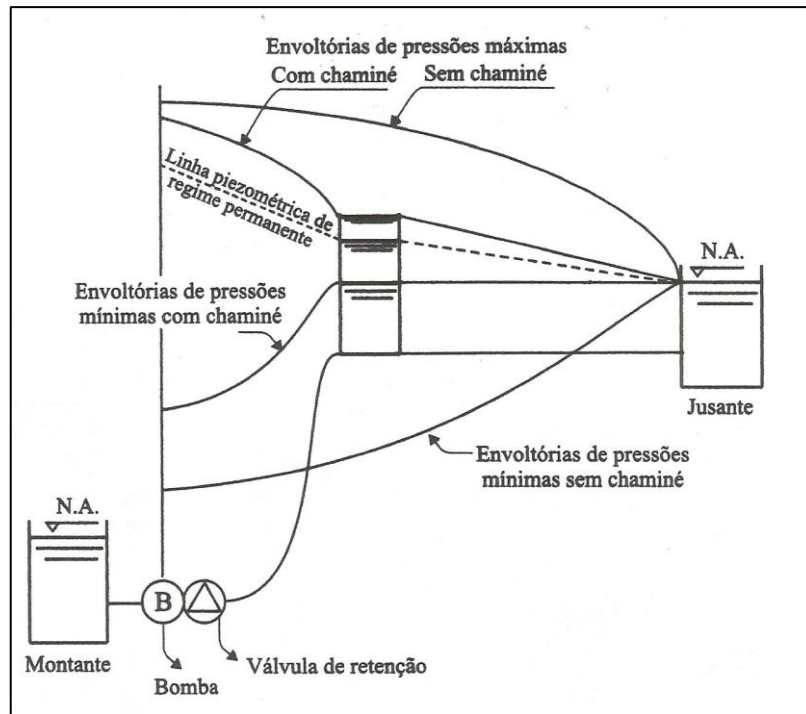 Envoltórias de pressões máximas
Com chaminé
Sem chaminé
Linha piezométrica de
regime permanente
N.A.
Envoltórias de pressões
mínimas com chaminé
Jusante
Envoltórias de pressões
mínimas sem chaminé
N.A.
B
Montante
Válvula de retenção
Bomba